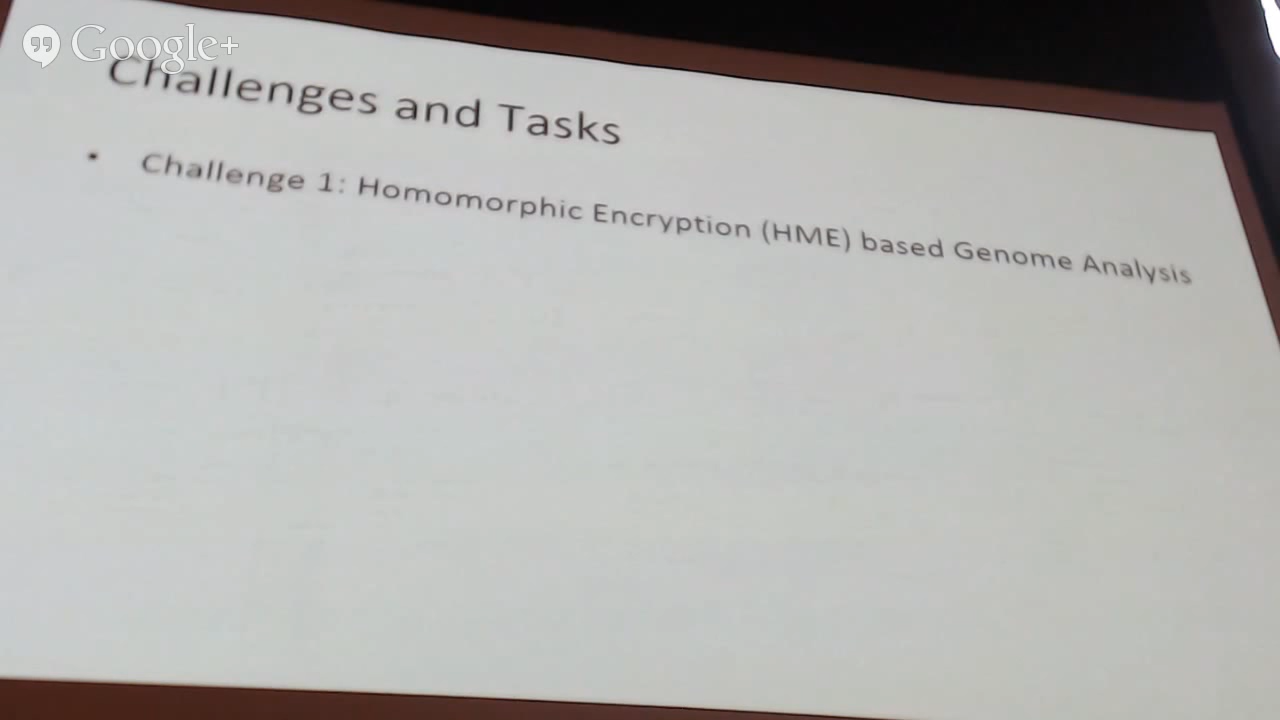 Google+
Challenges and Tasks
• Challenge 1: Homomorphic Encryption (HME) based Genome Analysis